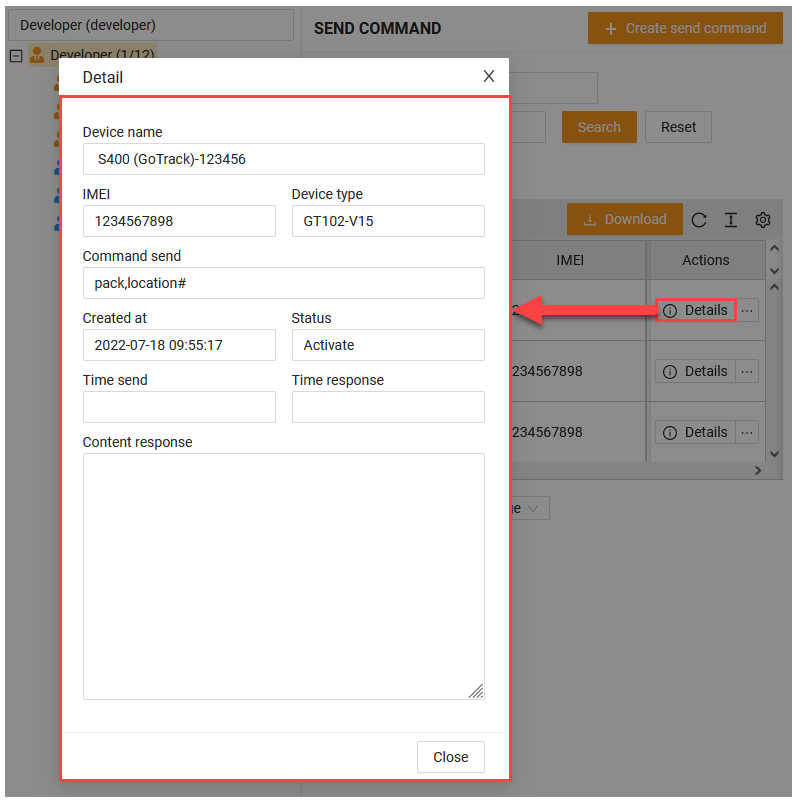 Developer (developer)
SEND COMMAND
Create send command
Developer (1/12)
Detail
X
Device name
S400 (GoTrack)-123456
Search
Reset
IMEI
Device type
1234567898
GT102-V15
Download
Command send
IMEI
Actions
pack,location#
Created at
Status
Details
2022-07-18 09:55:17
Activate
Time send
Time response
234567898
Details
Content response
234567898
Details
Close